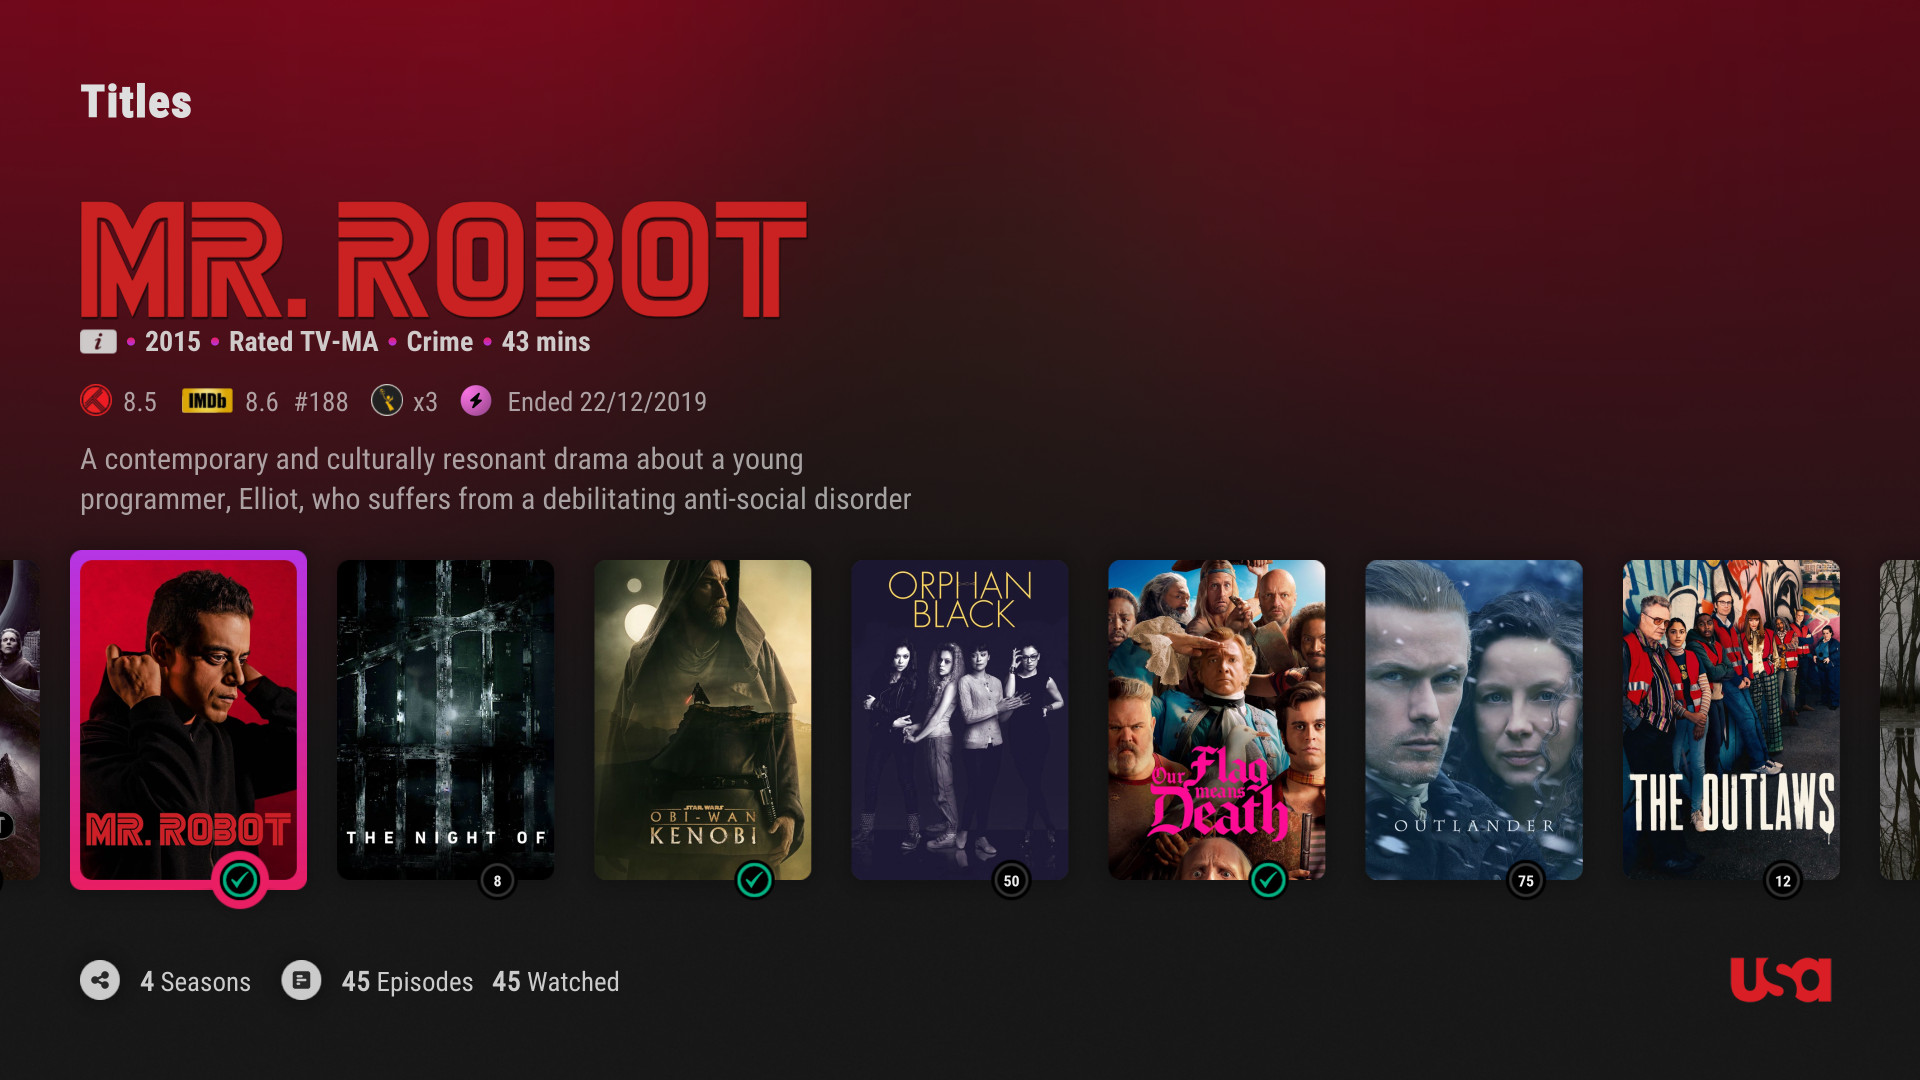 Titles
MR. ROBOT
i • 2015 • Rated TV-MA • Crime • 43 mins
8.5 IMDb 8.6 #188 x3 Ended 22/12/2019
A contemporary and culturally resonant drama about a young
programmer, Elliot, who suffers from a debilitating anti-social disorder
MR. ROBOT
THE NIGHT OF
8
STAR WARS
OBI-WAN
KENOBI
ORPHAN
BLACK
50
Our Flag
means
Death
OUTLANDER
75
THE OUTLAWS
12
4 Seasons 45 Episodes 45 Watched
usa